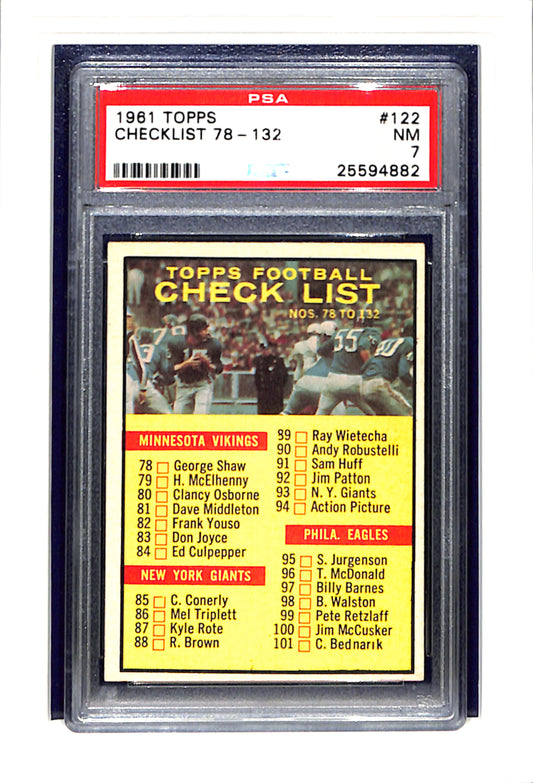 PSA
1961 TOPPS #122
CHECKLIST 78-132 NM
7
25594882
TOPPS FOOTBALL
CHECK LIST
NOS. 78 TO 132
MINNESOTA VIKINGS
78 George Shaw
79 H. McElhenny
80 Clancy Osborne
81 Dave Middleton
82 Frank Youso
83 Don Joyce
84 Ed Culpepper
NEW YORK GIANTS
85 C. Conerly
86 Mel Triplett
87 Kyle Rote
88 R. Brown
89 Ray Wietecha
90 Andy Robustelli
91 Sam Huff
92 Jim Patton
93 N. Y. Giants
94 Action Picture
PHILA. EAGLES
95 S. Jurgenson
96 T. McDonald
97 Billy Barnes
98 B. Walston
99 Pete Retzlaff
100 Jim McCusker
101 C. Bednarik